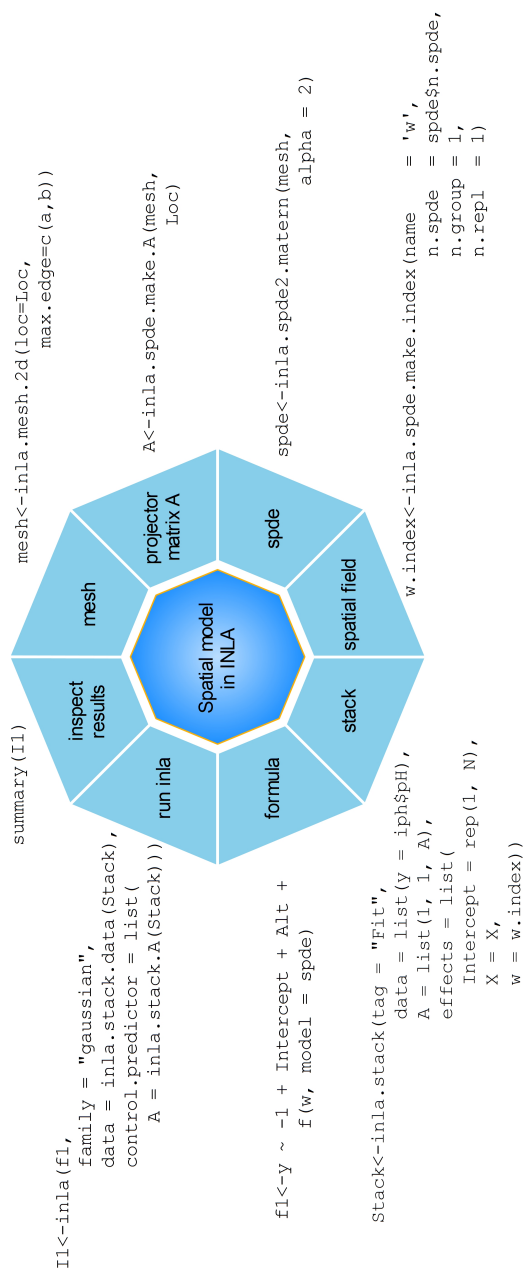 mesh<-inla.mesh.2d(loc=Loc,
max.edge=c(a,b))
A<-inla.spde.make.A(mesh,
Loc)
spde<-inla.spde2.matern(mesh,
alpha = 2)
w.index<-inla.spde.make.index(name = 'w',
n.spde = spde$n.spde,
n.group = 1,
n.repl = 1)
Stack<-inla.stack(tag = "Fit",
data = list(y = iph$pH),
A = list(1, 1, A),
effects = list(
Intercept = rep(1, N),
X = X,
w = w.index))
f1<-y ~ -1 + Intercept + Alt +
f(w, model = spde)
I1<-inla(f1,
family = "gaussian",
data = inla.stack.data(Stack),
control.predictor = list(
A = inla.stack.A(Stack)))
summary(I1)
Spatial model
in INLA
mesh
projector
matrix A
spde
spatial field
stack
formula
run inla
inspect
results